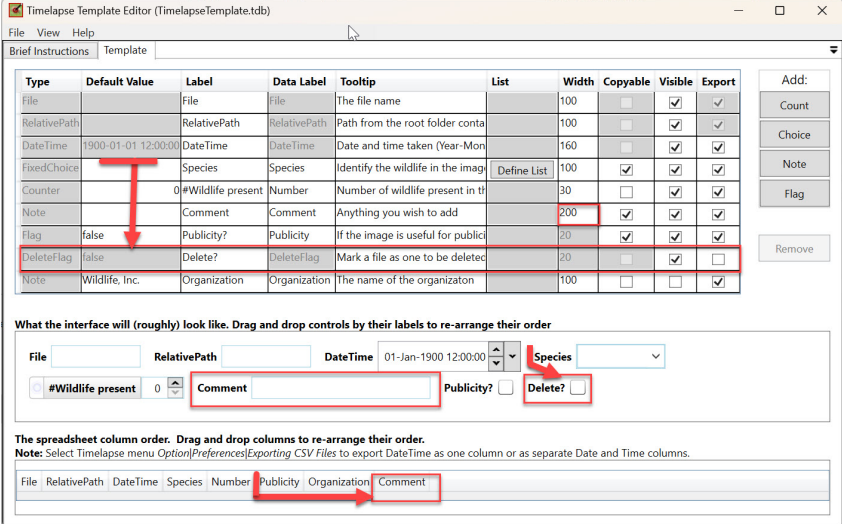 Timelapse Template Editor (TimelapseTemplate.tdb)
File View Help
Brief Instructions Template
Type Default Value Label Data Label Tooltip List Width Copyable Visible Export
File File File The file name 100
RelativePath RelativePath RelativePath Path from the root folder conta 100
DateTime 1900-01-01 12:00:00 DateTime DateTime Date and time taken (Year-Mon 160
FixedChoice Species Species Identify the wildlife in the imag Define List 100
Counter 0 #Wildlife present Number Number of wildlife present in th 30
Note Comment Comment Anything you wish to add 200
Flag false Publicity? Publicity If the image is useful for publici 20
DeleteFlag false Delete? DeleteFlag Mark a file as one to be deleted 20
Note Wildlife, Inc. Organization Organization The name of the organizaton 100
Add:
Count
Choice
Note
Flag
Remove
What the interface will (roughly) look like. Drag and drop controls by their labels to re-arrange their order
File RelativePath DateTime 01-Jan-1900 12:00:00 Species
#Wildlife present 0 Comment Publicity? Delete?
The spreadsheet column order. Drag and drop columns to re-arrange their order.
Note: Select Timelapse menu Option|Preferences|Exporting CSV Files to export DateTime as one column or as separate Date and Time columns.
File RelativePath DateTime Species Number Publicity Organization Comment